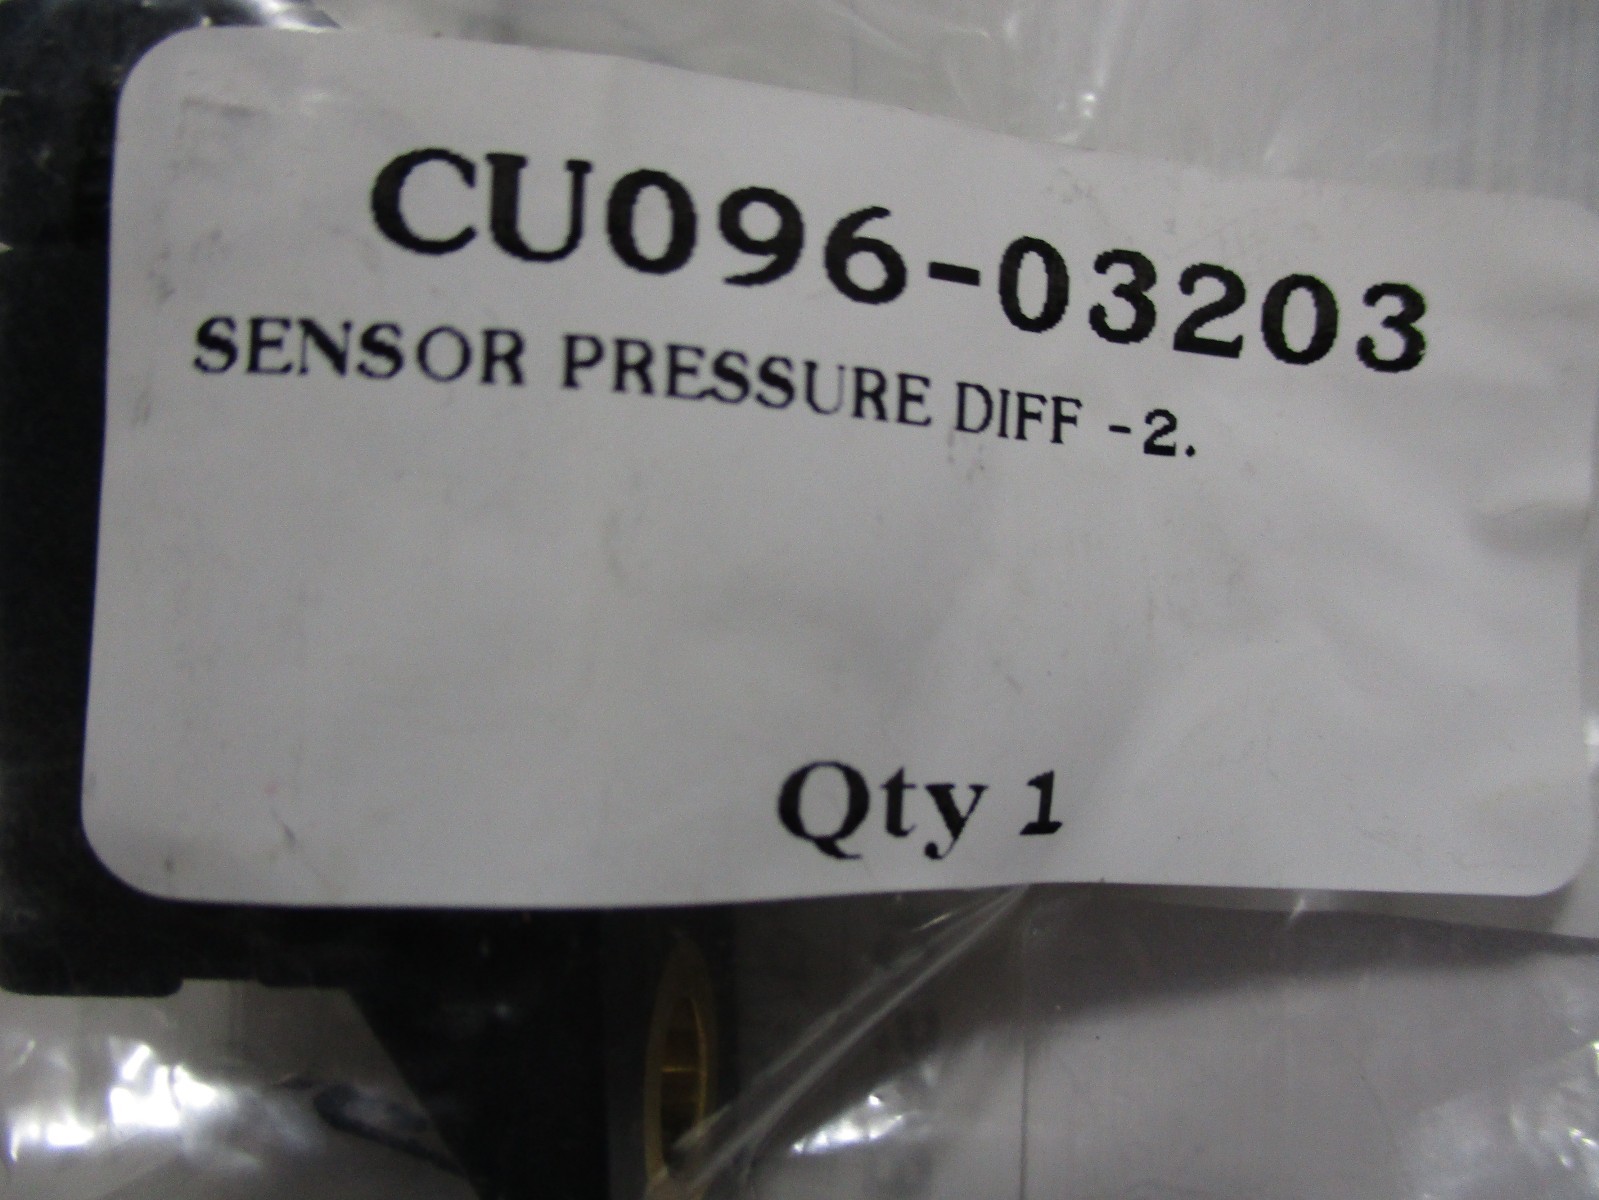 CU096-03203
SENSOR PRESSURE DIFF -2.
Qty 1